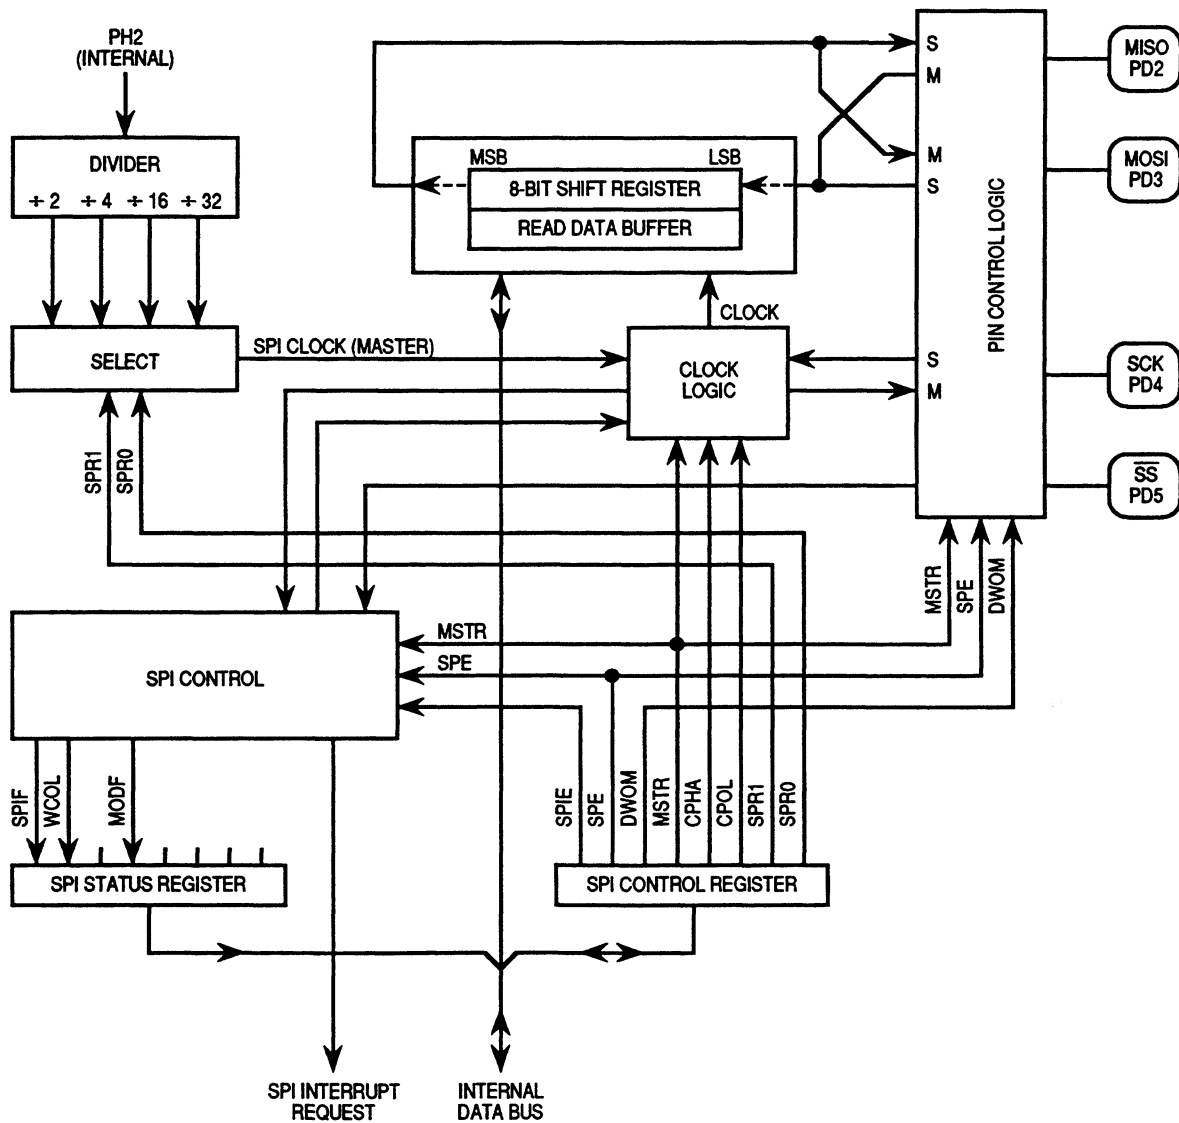 PH2
(INTERNAL)
DIVIDER
÷ 2 ÷ 4 ÷ 16 ÷ 32
SELECT
SPI CLOCK (MASTER)
SPR1
SPR0
MSB
LSB
8-BIT SHIFT REGISTER
READ DATA BUFFER
CLOCK
CLOCK
LOGIC
S
M
M
S
S
M
PIN CONTROL LOGIC
MISO
PD2
MOSI
PD3
SCK
PD4
SS
PD5
MSTR
SPE
DWOM
MSTR
SPE
SPI CONTROL
SPIF
WCOL
MODF
SPI STATUS REGISTER
SPIE
SPE
DWOM
MSTR
CPHA
CPOL
SPR1
SPR0
SPI CONTROL REGISTER
SPI INTERRUPT
REQUEST
INTERNAL
DATA BUS